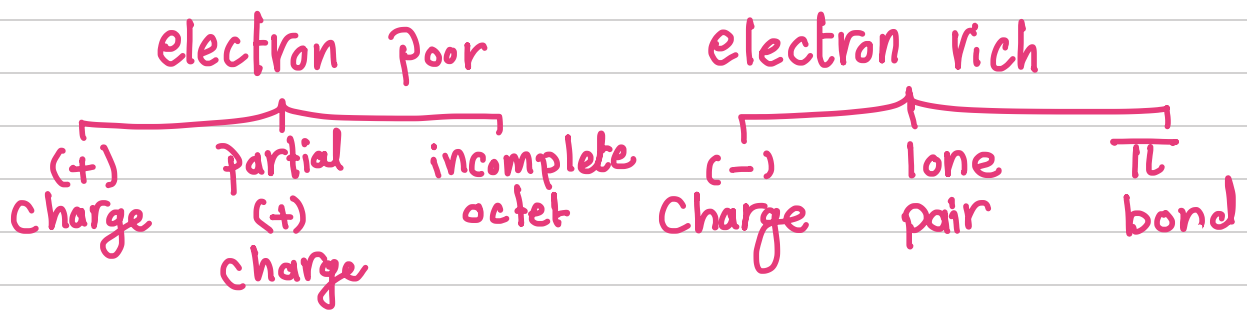 electron poor electron rich
(+) partial incomplete (-) lone π
charge (+) octet charge pair bond
charge